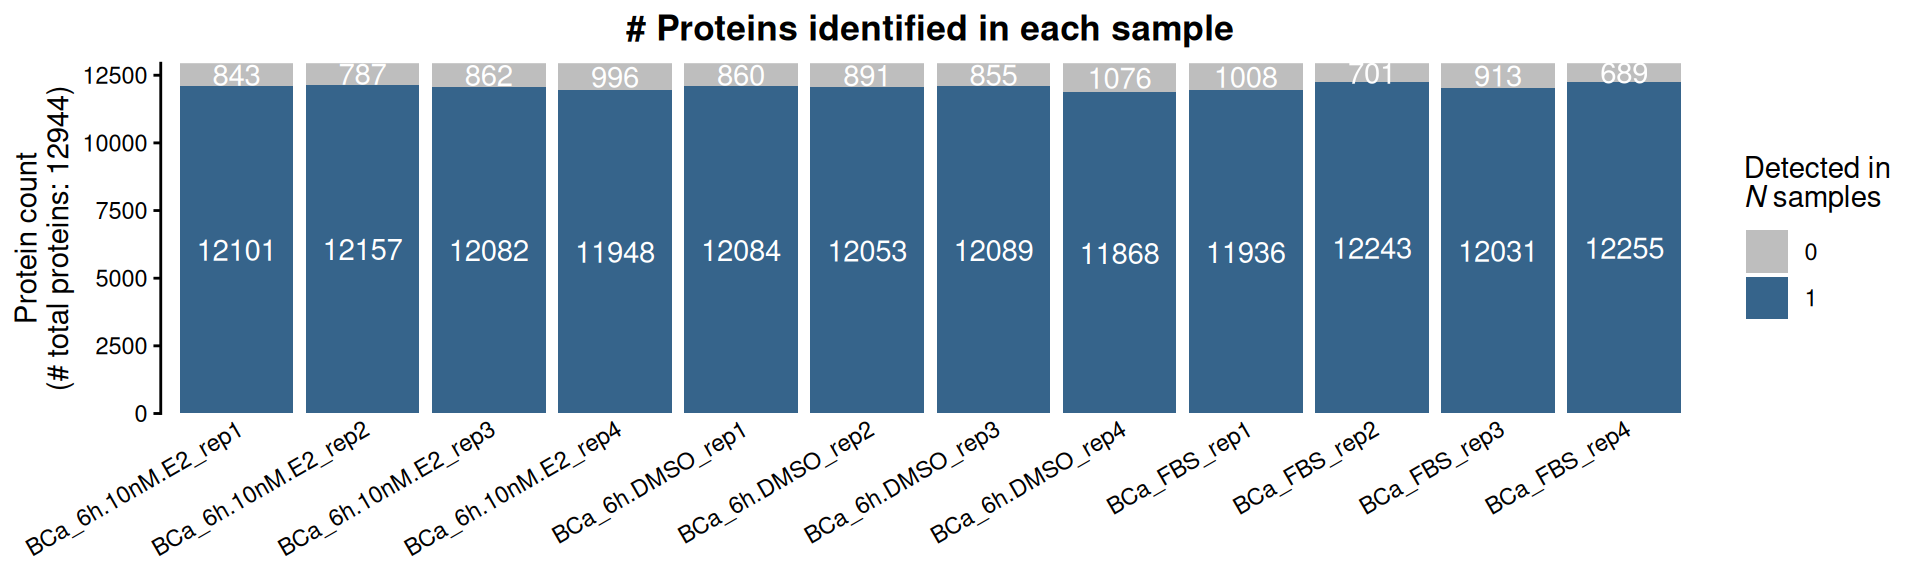 # Proteins identified in each sample
Protein count
(# total proteins: 12944)
12500
10000
7500
5000
2500
0
843 787 862 996 860 891 855 1076 1008 701 913 689
12101 12157 12082 11948 12084 12053 12089 11868 11936 12243 12031 12255
BCa_6h.10nM.E2_rep1
BCa_6h.10nM.E2_rep2
BCa_6h.10nM.E2_rep3
BCa_6h.10nM.E2_rep4
BCa_6h.DMSO_rep1
BCa_6h.DMSO_rep2
BCa_6h.DMSO_rep3
BCa_6h.DMSO_rep4
BCa_FBS_rep1
BCa_FBS_rep2
BCa_FBS_rep3
BCa_FBS_rep4
Detected in
N samples
0
1